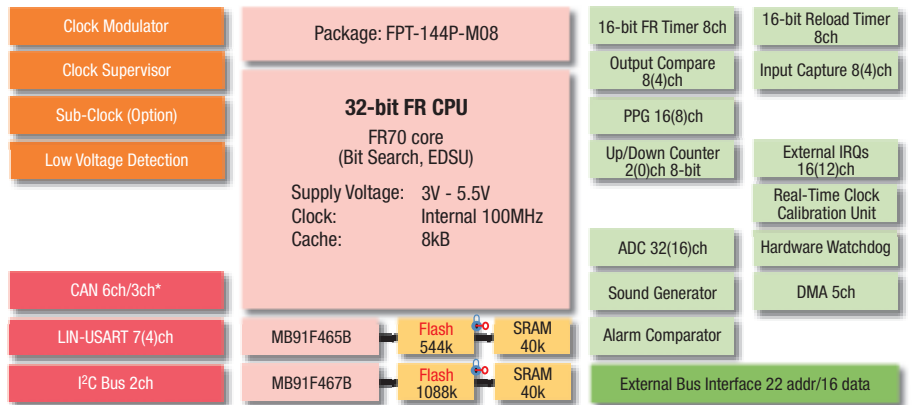 Clock Modulator
Clock Supervisor
Sub-Clock (Option)
Low Voltage Detection
CAN 6ch/3ch*
LIN-USART 7(4)ch
I²C Bus 2ch
Package: FPT-144P-M08
32-bit FR CPU
FR70 core
(Bit Search, EDSU)
Supply Voltage: 3V - 5.5V
Clock: Internal 100MHz
Cache: 8kB
MB91F465B
Flash
544k
SRAM
40k
MB91F467B
Flash
1088k
SRAM
40k
16-bit FR Timer 8ch
16-bit Reload Timer
8ch
Output Compare
8(4)ch
Input Capture 8(4)ch
PPG 16(8)ch
Up/Down Counter
2(0)ch 8-bit
External IRQs
16(12)ch
Real-Time Clock
Calibration Unit
ADC 32(16)ch
Hardware Watchdog
Sound Generator
DMA 5ch
Alarm Comparator
External Bus Interface 22 addr/16 data